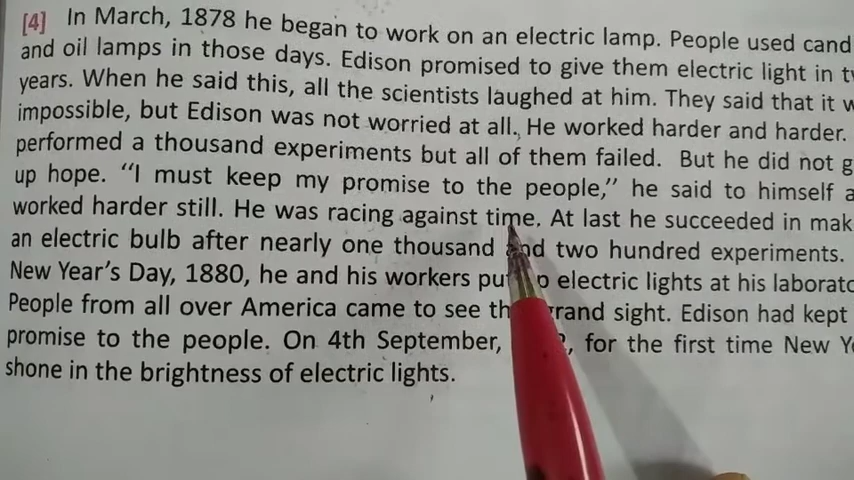 [4] In March, 1878 he began to work on an electric lamp. People used cand
and oil lamps in those days. Edison promised to give them electric light in tw
years. When he said this, all the scientists laughed at him. They said that it w
impossible, but Edison was not worried at all. He worked harder and harder.
performed a thousand experiments but all of them failed. But he did not g
up hope. “I must keep my promise to the people,” he said to himself a
worked harder still. He was racing against time. At last he succeeded in mak
an electric bulb after nearly one thousand and two hundred experiments.
New Year’s Day, 1880, he and his workers put electric lights at his laborato
People from all over America came to see grand sight. Edison had kept
promise to the people. On 4th September, for the first time New Yo
shone in the brightness of electric lights.